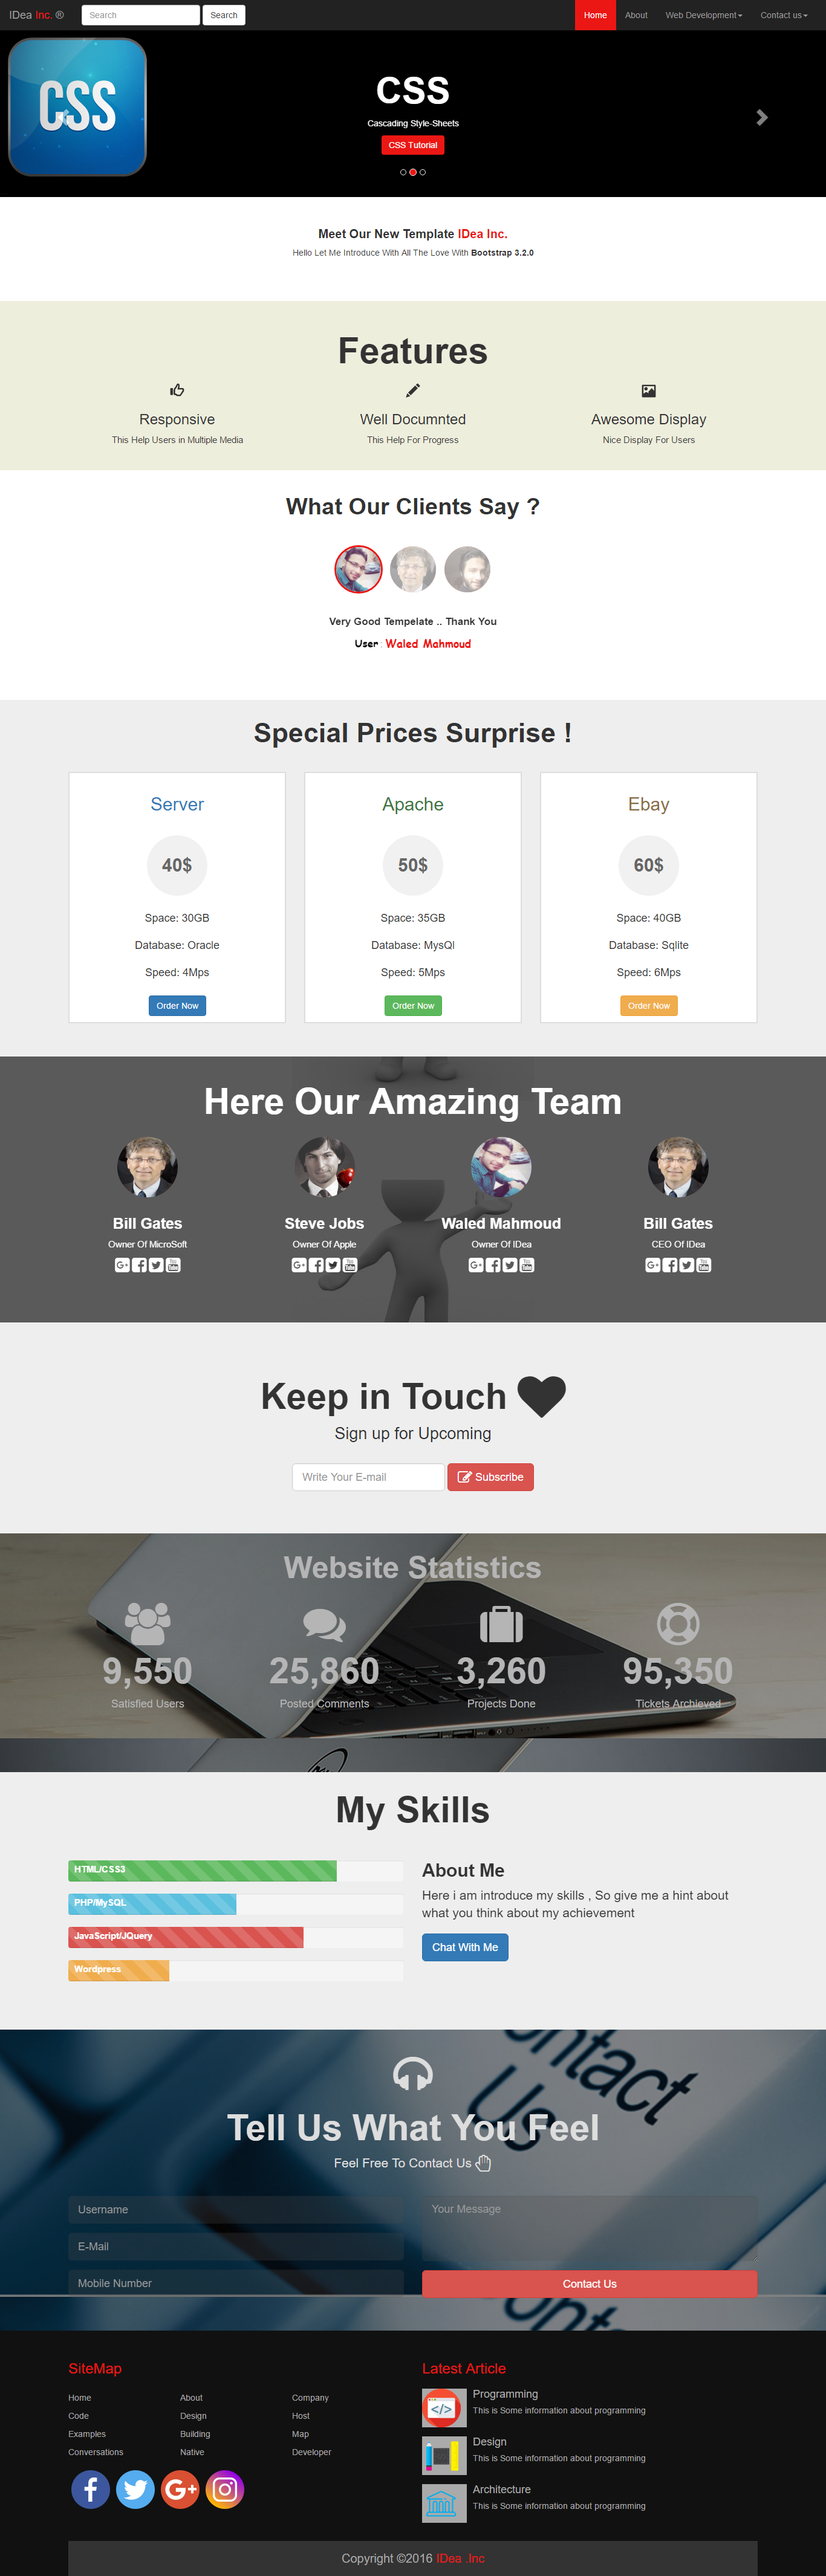 IDea Inc. ®
Search
Search
Home
About
Web Development
Contact us
CSS
CSS
Cascading Style-Sheets
CSS Tutorial
Meet Our New Template IDea Inc.
Hello Let Me Introduce With All The Love With Bootstrap 3.2.0
Features
Responsive
This Help Users in Multiple Media
Well Documnted
This Help For Progress
Awesome Display
Nice Display For Users
What Our Clients Say ?
Very Good Tempelate .. Thank You
User : Waled Mahmoud
Special Prices Surprise !
Server
40$
Space: 30GB
Database: Oracle
Speed: 4Mps
Order Now
Apache
50$
Space: 35GB
Database: MysQl
Speed: 5Mps
Order Now
Ebay
60$
Space: 40GB
Database: Sqlite
Speed: 6Mps
Order Now
Here Our Amazing Team
Bill Gates
Owner Of MicroSoft
Steve Jobs
Owner Of Apple
Waled Mahmoud
Owner Of IDea
Bill Gates
CEO Of IDea
Keep in Touch
Sign up for Upcoming
Write Your E-mail
Subscribe
Website Statistics
9,550
Satisfied Users
25,860
Posted Comments
3,260
Projects Done
95,350
Tickets Archieved
My Skills
HTML/CSS3
PHP/MySQL
JavaScript/JQuery
Wordpress
About Me
Here i am introduce my skills , So give me a hint about
what you think about my achievement
Chat With Me
Contact
Us
Tell Us What You Feel
Feel Free To Contact Us
Username
E-Mail
Mobile Number
Your Message
Contact Us
SiteMap
Home
About
Company
Code
Design
Host
Examples
Building
Map
Conversations
Native
Developer
Latest Article
Programming
This is Some information about programming
Design
This is Some information about programming
Architecture
This is Some information about programming
Copyright ©2016 IDea .Inc